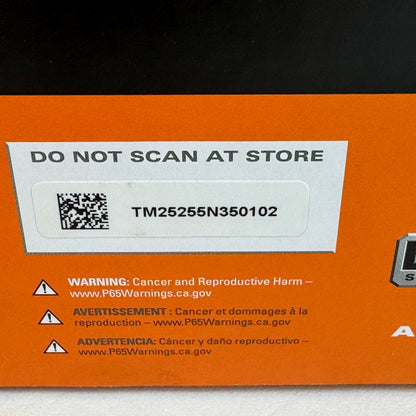 DO NOT SCAN AT STORE
TM25255N350102
WARNING: Cancer and Reproductive Harm –
www.P65Warnings.ca.gov
AVERTISSEMENT : Cancer et dommages à la
reproduction – www.P65Warnings.ca.gov
ADVERTENCIA: Cáncer y daño reproductivo –
www.P65Warnings.ca.gov